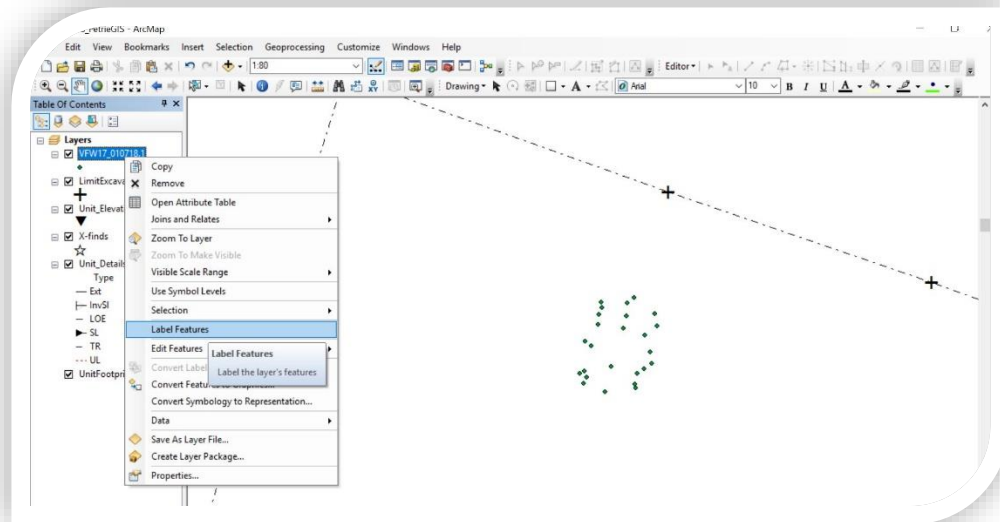 PetrieGIS - ArcMap
Edit View Bookmarks Insert Selection Geoprocessing Customize Windows Help
1:80
Editor
Drawing
A
Arial
10
B I U A
Table Of Contents
Layers
VFW17_010718.1
LimitExcava
Unit_Elevat
X-finds
Unit_Details
Type
Ext
InvSl
LOE
SL
TR
UL
UnitFootpri
Copy
Remove
Open Attribute Table
Joins and Relates
Zoom To Layer
Zoom To Make Visible
Visible Scale Range
Use Symbol Levels
Selection
Label Features
Edit Features
Convert Label
Convert Featu
Convert Symbology to Representation...
Data
Save As Layer File...
Create Layer Package...
Properties...
Label Features
Label the layer's features